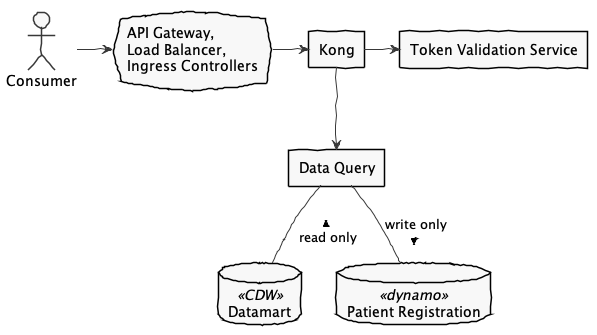 API Gateway,
Load Balancer,
Ingress Controllers
Kong
Token Validation Service
Consumer
Data Query
write only
read only
«CDW»
Datamart
«dynamo»
Patient Registration